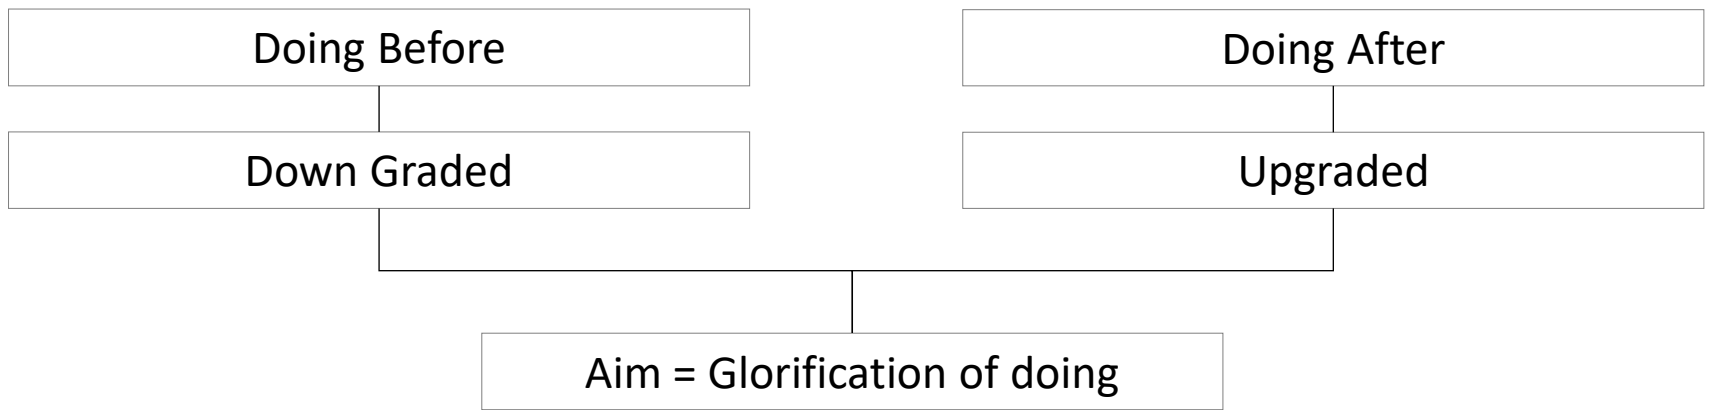 Doing Before
Doing After
Down Graded
Upgraded
Aim = Glorification of doing